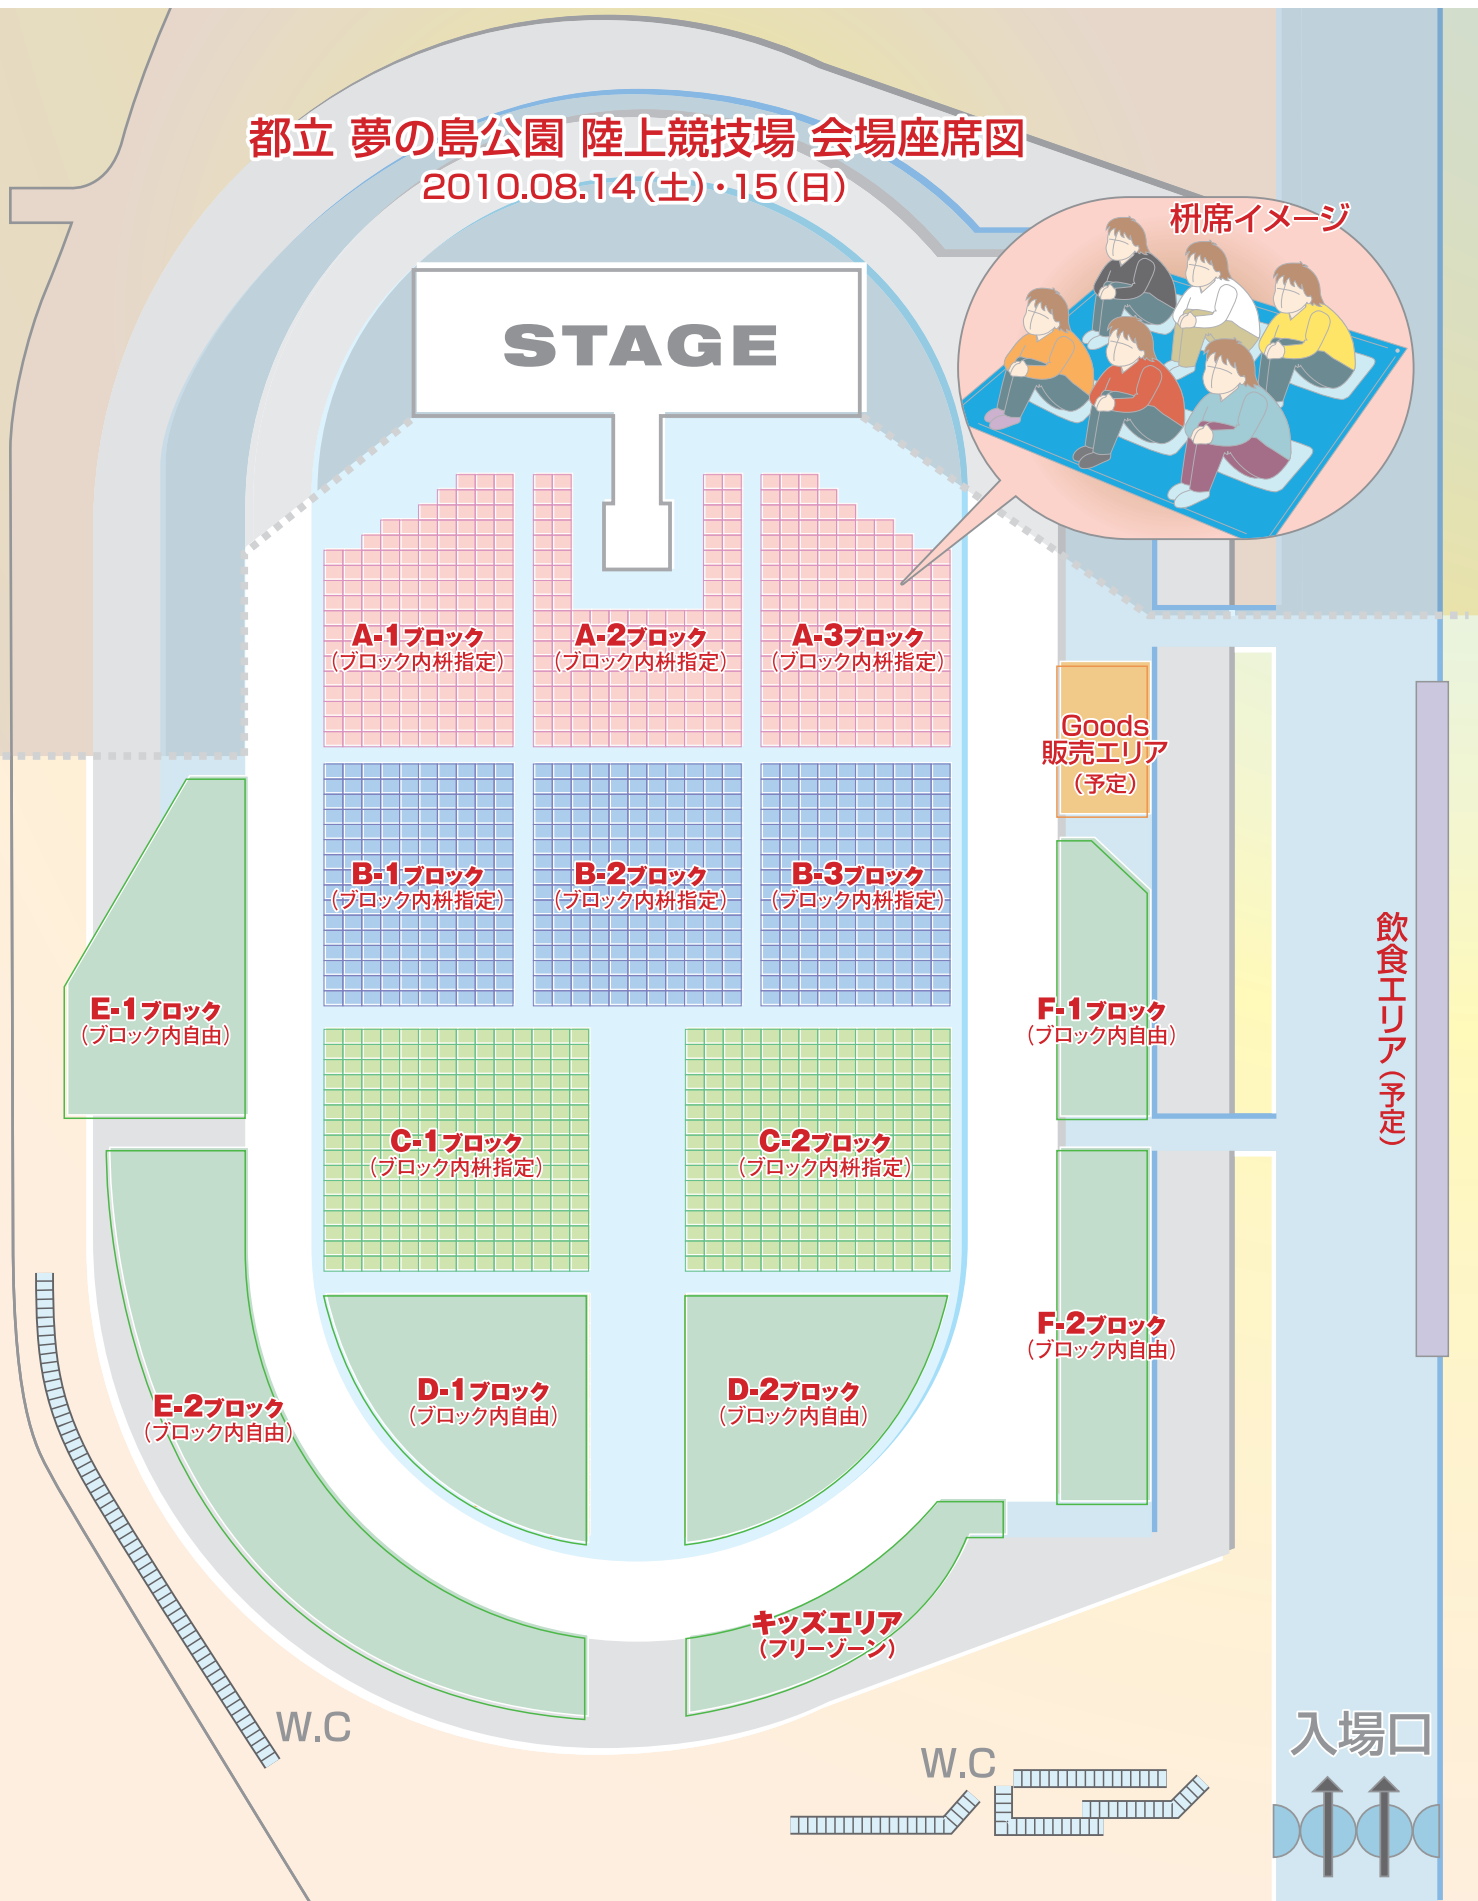 都立 夢の島公園 陸上競技場 会場座席図
2010.08.14(土)・15(日)
枡席イメージ
STAGE
A-1ブロック
(ブロック内枡指定)
A-2ブロック
(ブロック内枡指定)
A-3ブロック
(ブロック内枡指定)
Goods
販売エリア
(予定)
B-1ブロック
(ブロック内枡指定)
B-2ブロック
(ブロック内枡指定)
B-3ブロック
(ブロック内枡指定)
飲食エリア(予定)
E-1ブロック
(ブロック内自由)
F-1ブロック
(ブロック内自由)
C-1ブロック
(ブロック内枡指定)
C-2ブロック
(ブロック内枡指定)
F-2ブロック
(ブロック内自由)
E-2ブロック
(ブロック内自由)
D-1ブロック
(ブロック内自由)
D-2ブロック
(ブロック内自由)
キッズエリア
(フリーゾーン)
W.C
W.C
入場口